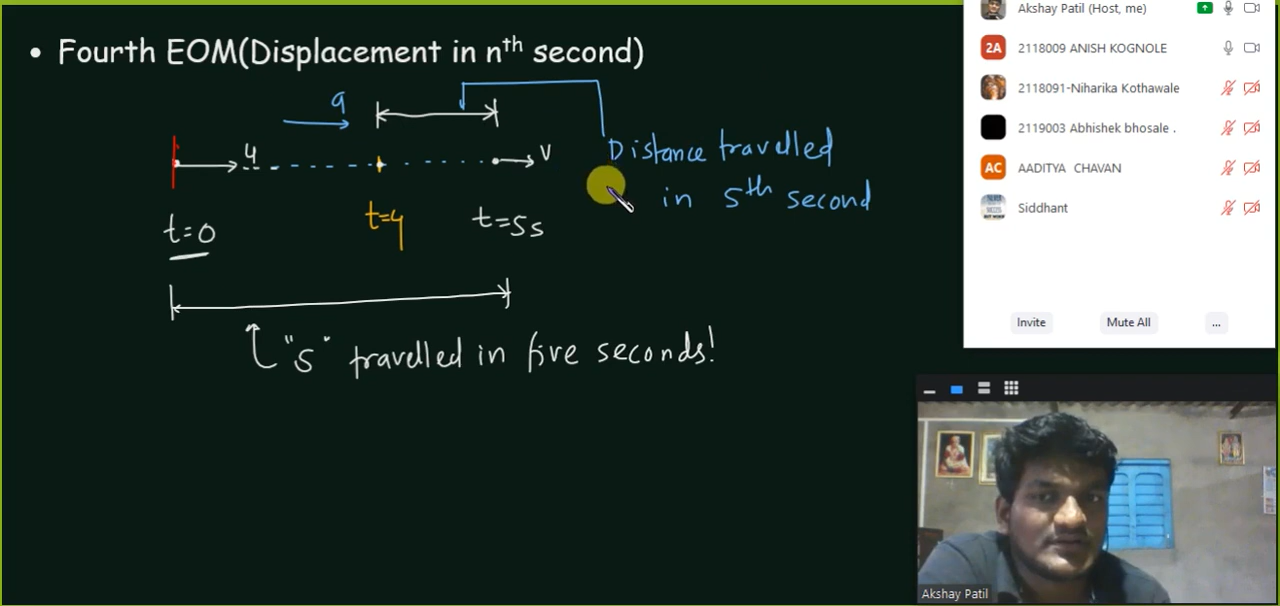 • Fourth EOM(Displacement in nth second)
a
u
v
Distance travelled
in 5th second
t=0
t=4
t=5s
"s" travelled in five seconds!
Akshay Patil (Host, me)
2A 2118009 ANISH KOGNOLE
2118091-Niharika Kothawale
2119003 Abhishek bhosale .
AC AADITYA CHAVAN
Siddhant
Invite Mute All ...
Akshay Patil